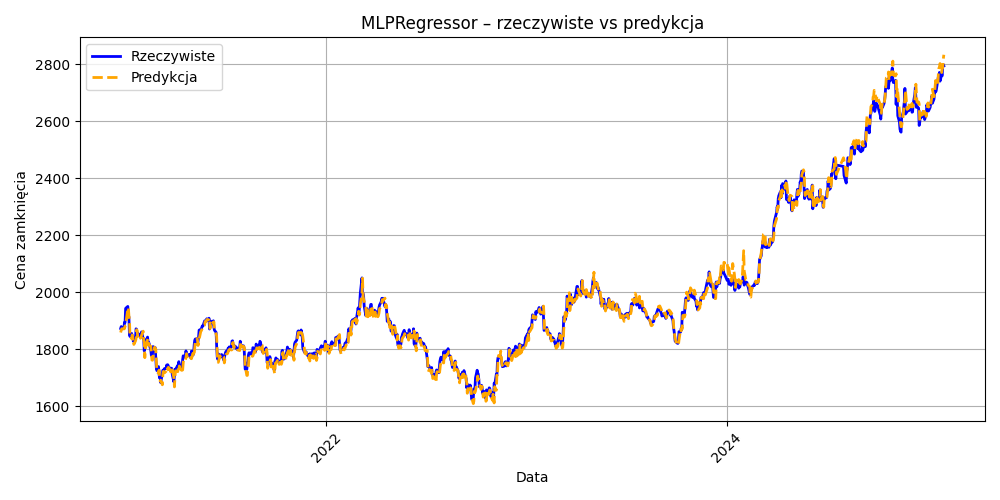 MLPRegressor – rzeczywiste vs predykcja
Rzeczywiste
Predykcja
Cena zamknięcia
2800
2600
2400
2200
2000
1800
1600
2022
2024
Data